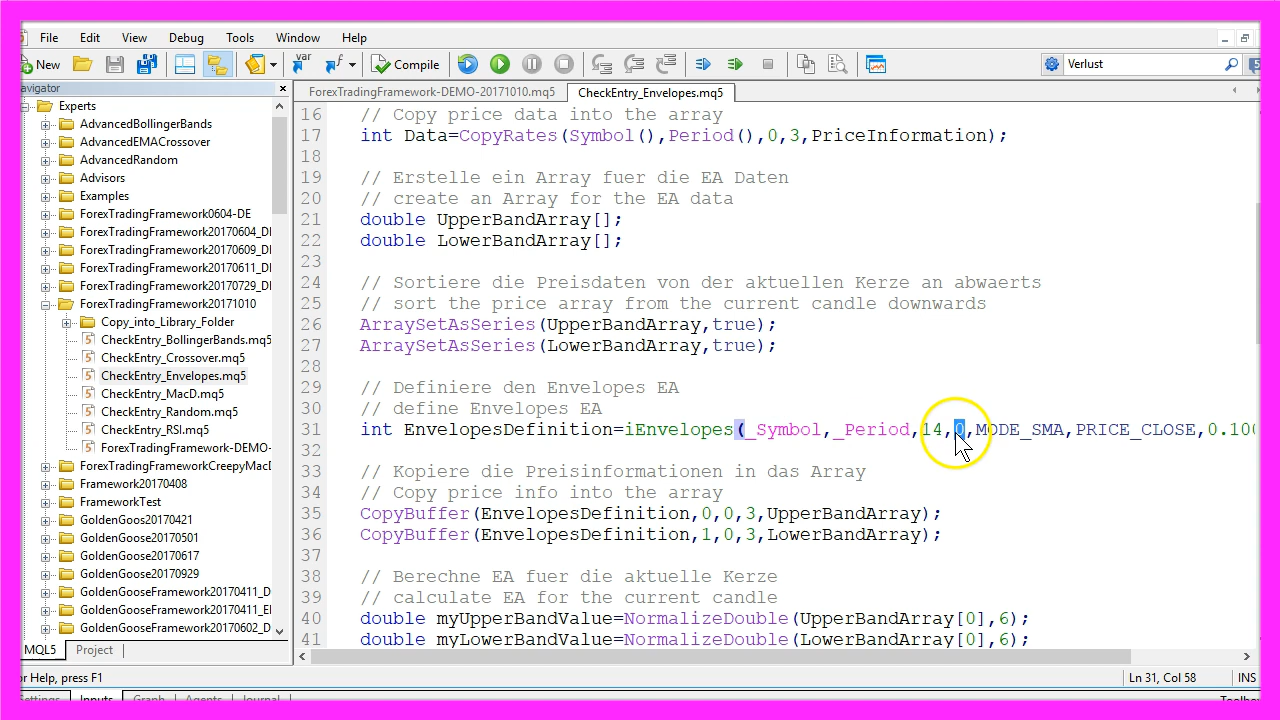 File Edit View Debug Tools Window Help
New var Compile Verlust
avigator
ForexTradingFramework-DEMO-20171010.mq5 CheckEntry_Envelopes.mq5
Experts
AdvancedBollingerBands
AdvancedEMACrossover
AdvancedRandom
Advisors
Examples
ForexTradingFramework0604-DE
ForexTradingFramework20170604_DI
ForexTradingFramework20170609_DI
ForexTradingFramework20170611_DI
ForexTradingFramework20170729_DI
ForexTradingFramework20171010
Copy_into_Library_Folder
CheckEntry_BollingerBands.mq5
CheckEntry_Crossover.mq5
CheckEntry_Envelopes.mq5
CheckEntry_MacD.mq5
CheckEntry_Random.mq5
CheckEntry_RSI.mq5
ForexTradingFramework-DEMO-
ForexTradingFrameworkCreepyMac
Framework20170408
FrameworkTest
GoldenGoos20170421
GoldenGoose20170501
GoldenGoose20170617
GoldenGoose20170929
GoldenGooseFramework20170411_D
GoldenGooseFramework20170411_E
GoldenGooseFramework20170602_D
MQL5 Project
16 // Copy price data into the array
17 int Data=CopyRates(Symbol(),Period(),0,3,PriceInformation);
18
19 // Erstelle ein Array fuer die EA Daten
20 // create an Array for the EA data
21 double UpperBandArray[];
22 double LowerBandArray[];
23
24 // Sortiere die Preisdaten von der aktuellen Kerze an abwaerts
25 // sort the price array from the current candle downwards
26 ArraySetAsSeries(UpperBandArray,true);
27 ArraySetAsSeries(LowerBandArray,true);
28
29 // Definiere den Envelopes EA
30 // define Envelopes EA
31 int EnvelopesDefinition=iEnvelopes(_Symbol,_Period,14,0,MODE_SMA,PRICE_CLOSE,0.100
32
33 // Kopiere die Preisinformationen in das Array
34 // Copy price info into the array
35 CopyBuffer(EnvelopesDefinition,0,0,3,UpperBandArray);
36 CopyBuffer(EnvelopesDefinition,1,0,3,LowerBandArray);
37
38 // Berechne EA fuer die aktuelle Kerze
39 // calculate EA for the current candle
40 double myUpperBandValue=NormalizeDouble(UpperBandArray[0],6);
41 double myLowerBandValue=NormalizeDouble(LowerBandArray[0],6);
or Help, press F1 Ln 31, Col 58 INS
Settings Inputs Graph Agents Journal